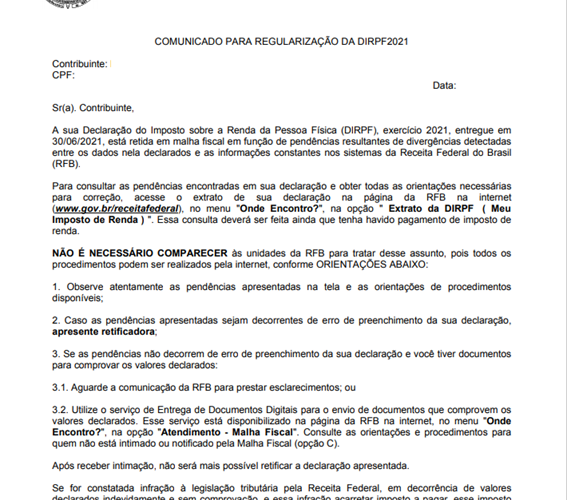 COMUNICADO PARA REGULARIZAÇÃO DA DIRPF2021
Contribuinte:
CPF:
Data:
Sr(a). Contribuinte,
A sua Declaração do Imposto sobre a Renda da Pessoa Física (DIRPF), exercício 2021, entregue em
30/06/2021, está retida em malha fiscal em função de pendências resultantes de divergências detectadas
entre os dados nela declarados e as informações constantes nos sistemas da Receita Federal do Brasil
(RFB).
Para consultar as pendências encontradas em sua declaração e obter todas as orientações necessárias
para correção, acesse o extrato de sua declaração na página da RFB na internet
(www.gov.br/receitafederal), no menu "Onde Encontro?", na opção " Extrato da DIRPF ( Meu
Imposto de Renda ) ". Essa consulta deverá ser feita ainda que tenha havido pagamento de imposto de
renda.
NÃO É NECESSÁRIO COMPARECER às unidades da RFB para tratar desse assunto, pois todos os
procedimentos podem ser realizados pela internet, conforme ORIENTAÇÕES ABAIXO:
1. Observe atentamente as pendências apresentadas na tela e as orientações de procedimentos
disponíveis;
2. Caso as pendências apresentadas sejam decorrentes de erro de preenchimento da sua declaração,
apresente retificadora;
3. Se as pendências não decorrem de erro de preenchimento da sua declaração e você tiver documentos
para comprovar os valores declarados:
3.1. Aguarde a comunicação da RFB para prestar esclarecimentos; ou
3.2. Utilize o serviço de Entrega de Documentos Digitais para o envio de documentos que comprovem os
valores declarados. Esse serviço está disponibilizado na página da RFB na internet, no menu "Onde
Encontro?", na opção "Atendimento - Malha Fiscal". Consulte as orientações e procedimentos para
quem não está intimado ou notificado pela Malha Fiscal (opção C).
Após receber intimação, não será mais possível retificar a declaração apresentada.
Se for constatada infração à legislação tributária pela Receita Federal, em decorrência de valores
declarados indevidamente e sem comprovação, e essa infração acarretar imposto a pagar, esse imposto